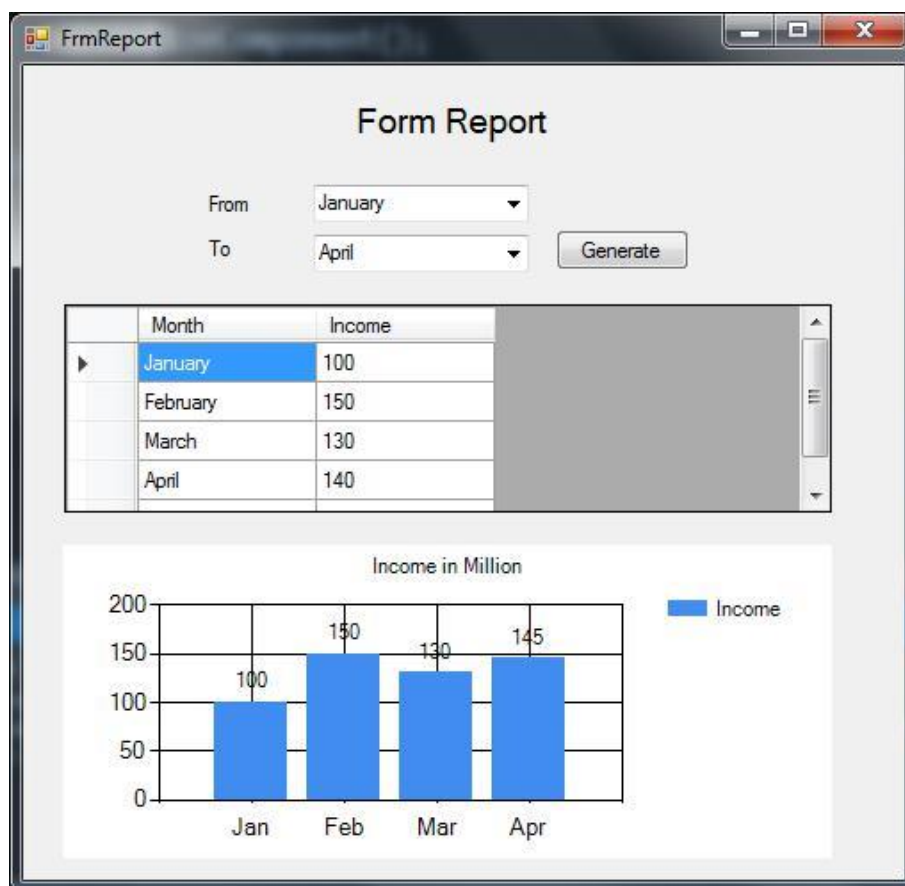 FrmReport
Form Report
From January
To April Generate
Month Income
January 100
February 150
March 130
April 140
Income in Million
200
150
100
50
0
100
150
130
145
Jan Feb Mar Apr
Income